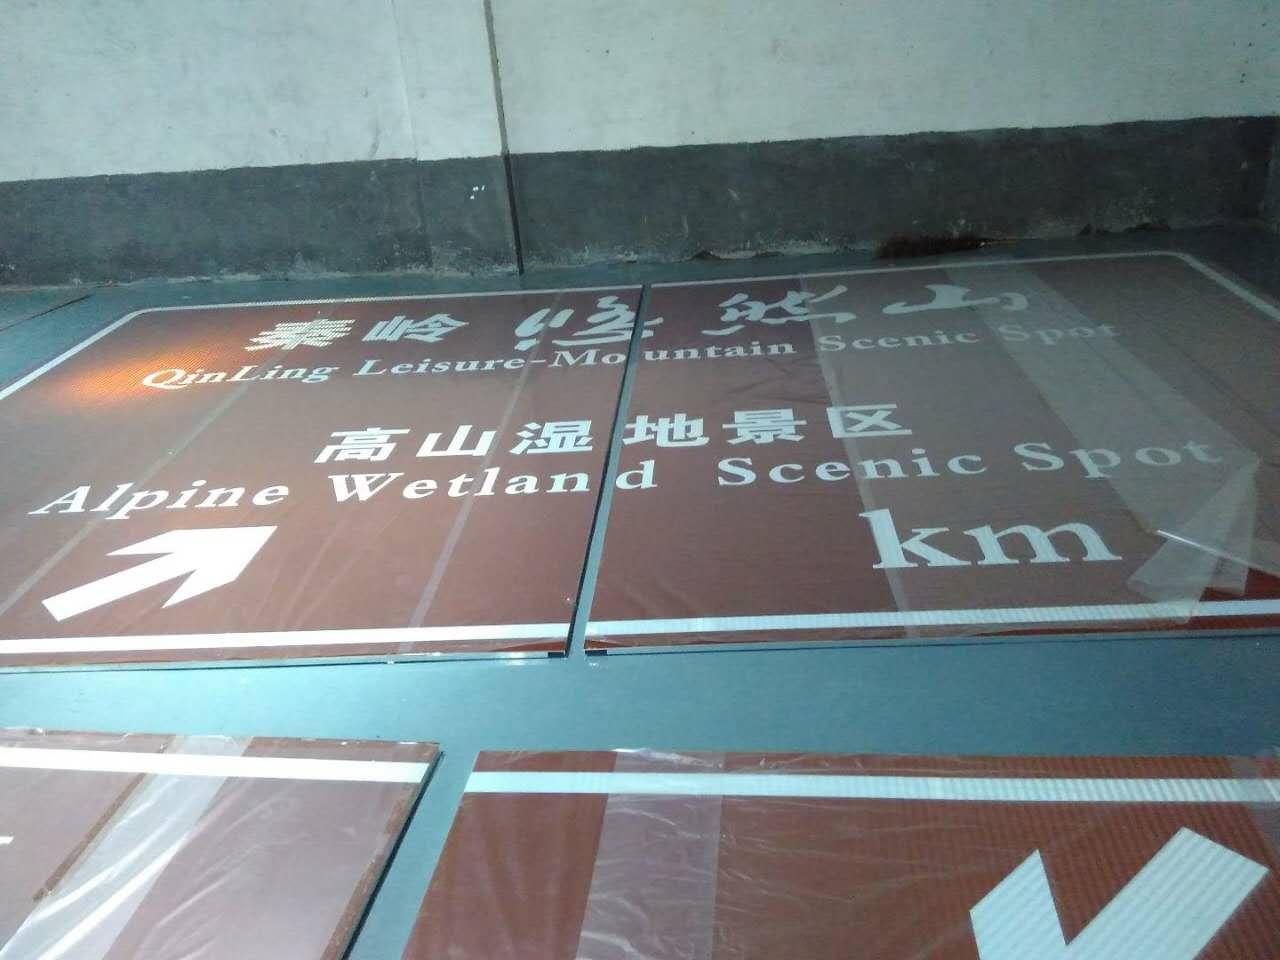 秦岭悠然山
QinLing Leisure-Mountain Scenic Spot
高山湿地景区
Alpine Wetland Scenic Spot
km